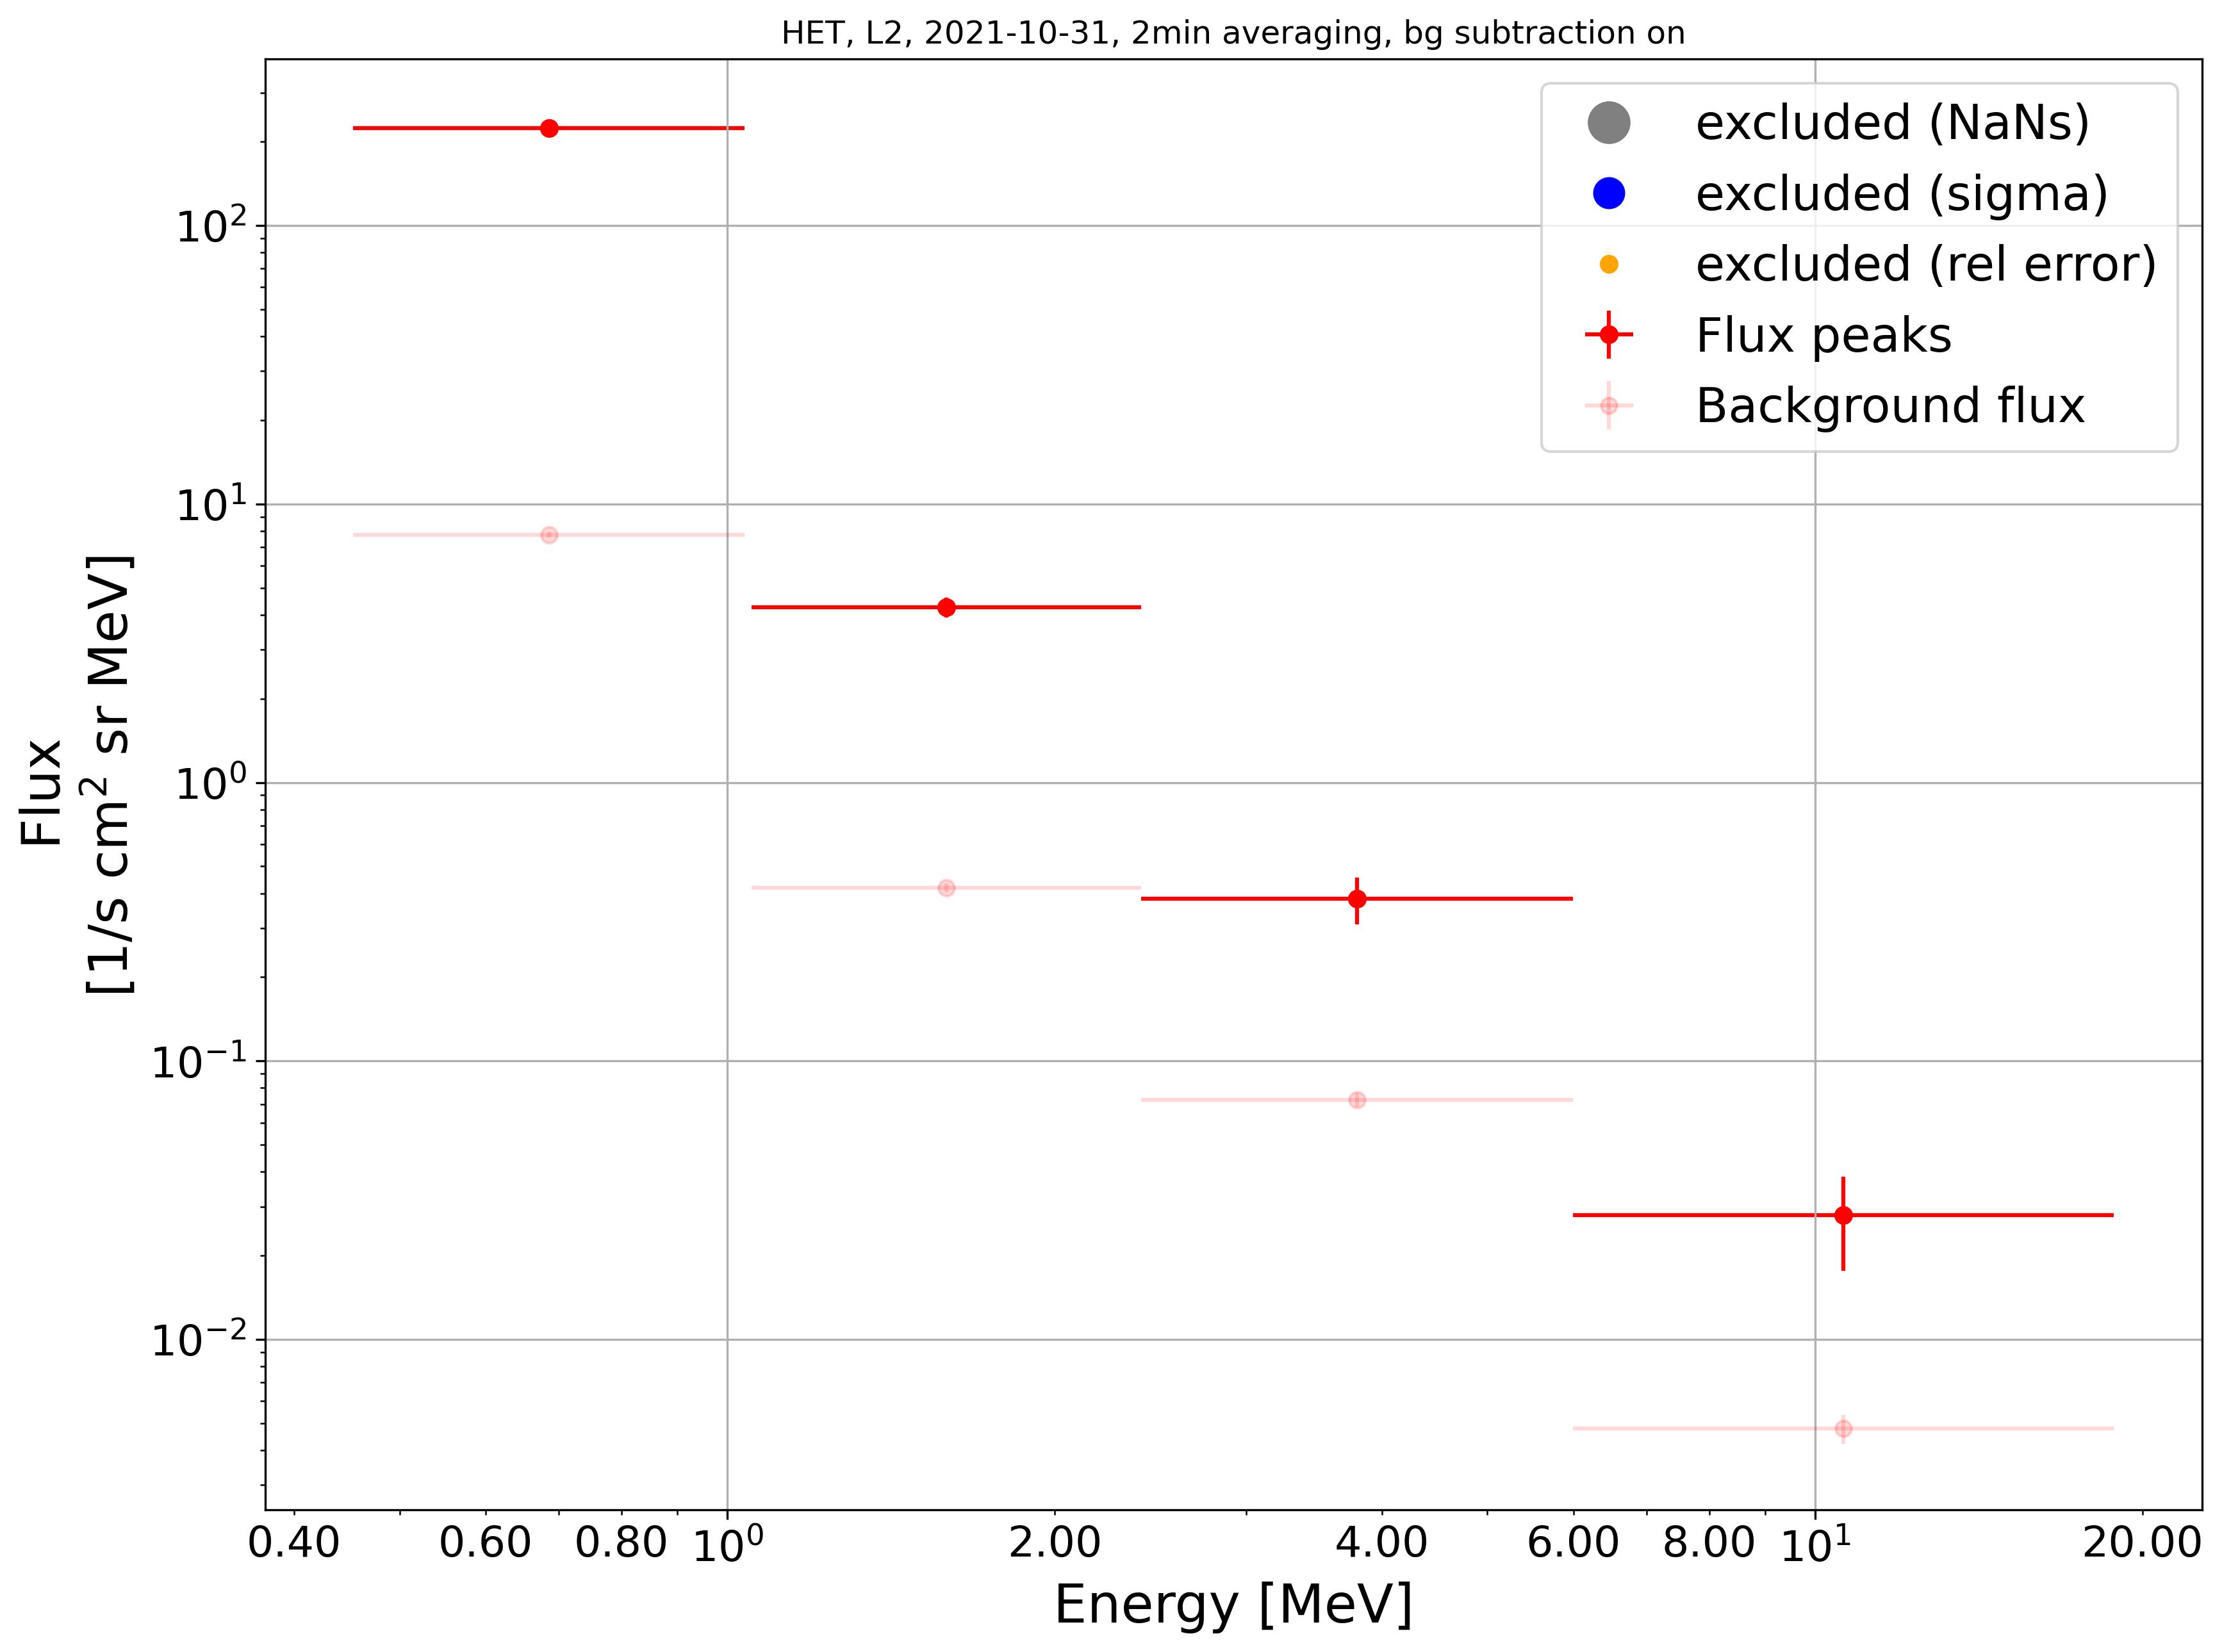 HET, L2, 2021-10-31, 2min averaging, bg subtraction on
excluded (NaNs)
excluded (sigma)
excluded (rel error)
Flux peaks
Background flux
10²
10¹
10⁰
10⁻¹
10⁻²
Flux
[1/s cm² sr MeV]
0.40 0.60 0.80 10⁰ 2.00 4.00 6.00 8.00 10¹ 20.00
Energy [MeV]